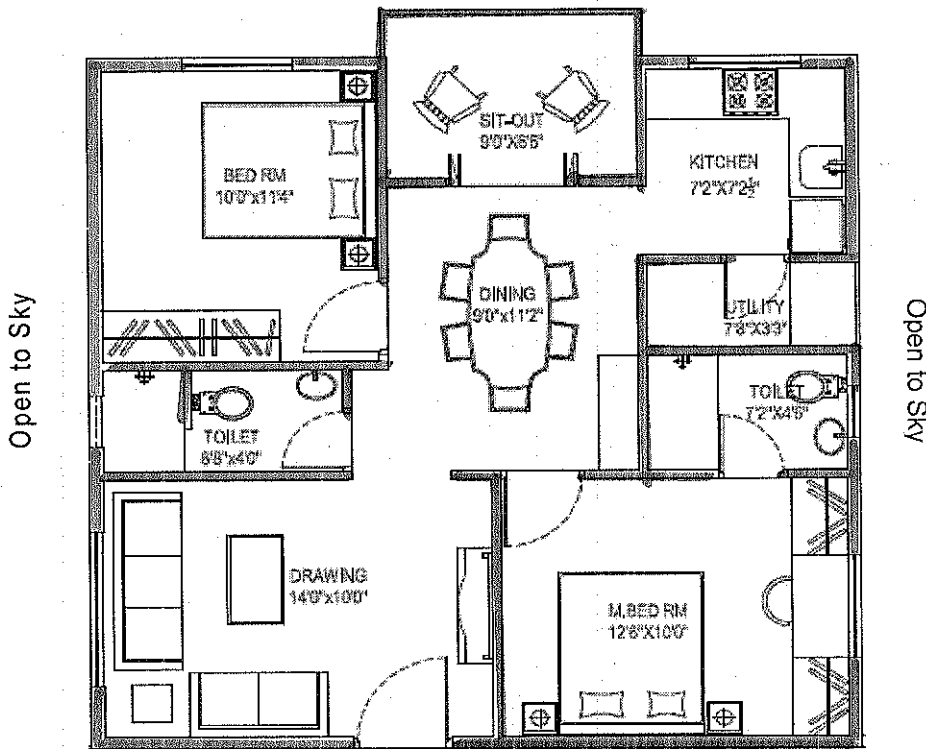 SIT-OUT
9'0"X6'6"
BED RM
10'0"x11'4"
KITCHEN
7'2"X7'2½"
DINING
9'0"x11'2"
UTILITY
7'8"X3'3"
Open to Sky
Open to Sky
TOILET
7'2"X4'6"
TOILET
8'8"x4'0"
DRAWING
14'0"x10'0"
M.BED RM
12'6"X10'0"